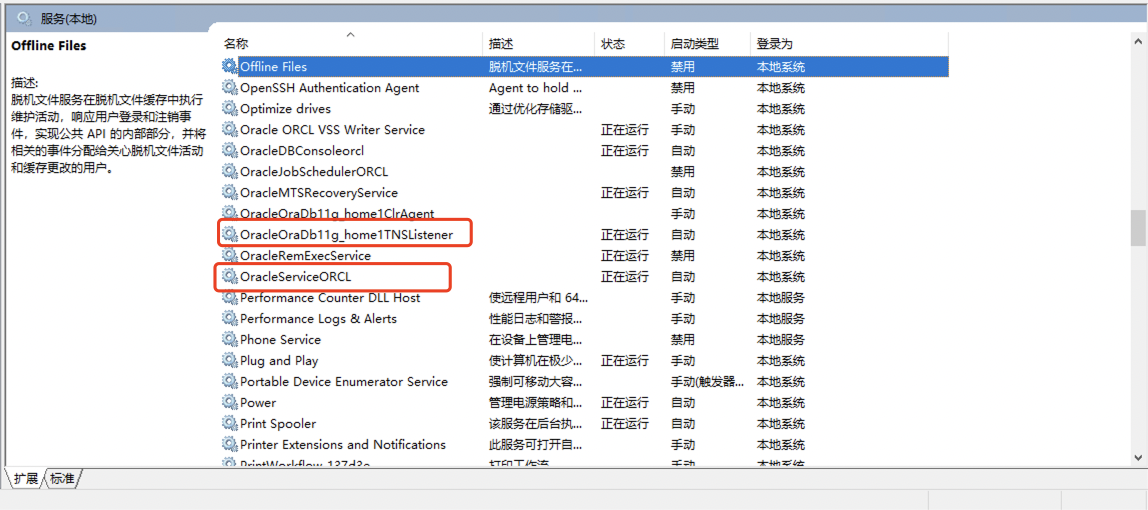 服务(本地)
Offline Files
描述:
脱机文件服务在脱机文件缓存中执行
维护活动，响应用户登录和注销事
件，实现公共 API 的内部部分，并将
相关的事件分配给关心脱机文件活动
和缓存更改的用户。
名称 描述 状态 启动类型 登录为
Offline Files 脱机文件服务在... 禁用 本地系统
OpenSSH Authentication Agent Agent to hold ... 禁用 本地系统
Optimize drives 通过优化存储驱... 手动 本地系统
Oracle ORCL VSS Writer Service 正在运行 手动 本地系统
OracleDBConsoleorcl 正在运行 自动 本地系统
OracleJobSchedulerORCL 禁用 本地系统
OracleMTSRecoveryService 正在运行 自动 本地系统
OracleOraDb11g_home1ClrAgent 手动 本地系统
OracleOraDb11g_home1TNSListener 正在运行 自动 本地系统
OracleRemExecService 正在运行 禁用 本地系统
OracleServiceORCL 正在运行 自动 本地系统
Performance Counter DLL Host 使远程用户和 64... 手动 本地服务
Performance Logs & Alerts 性能日志和警报... 手动 本地服务
Phone Service 在设备上管理电... 禁用 本地服务
Plug and Play 使计算机在极少... 正在运行 手动 本地系统
Portable Device Enumerator Service 强制可移动大容... 手动(触发器... 本地系统
Power 管理电源策略和... 正在运行 自动 本地系统
Print Spooler 该服务在后台执... 正在运行 自动 本地系统
Printer Extensions and Notifications 此服务可打开自... 手动 本地系统
PrintWorkflow_137d3e 打印工作流 手动 本地系统
扩展 标准